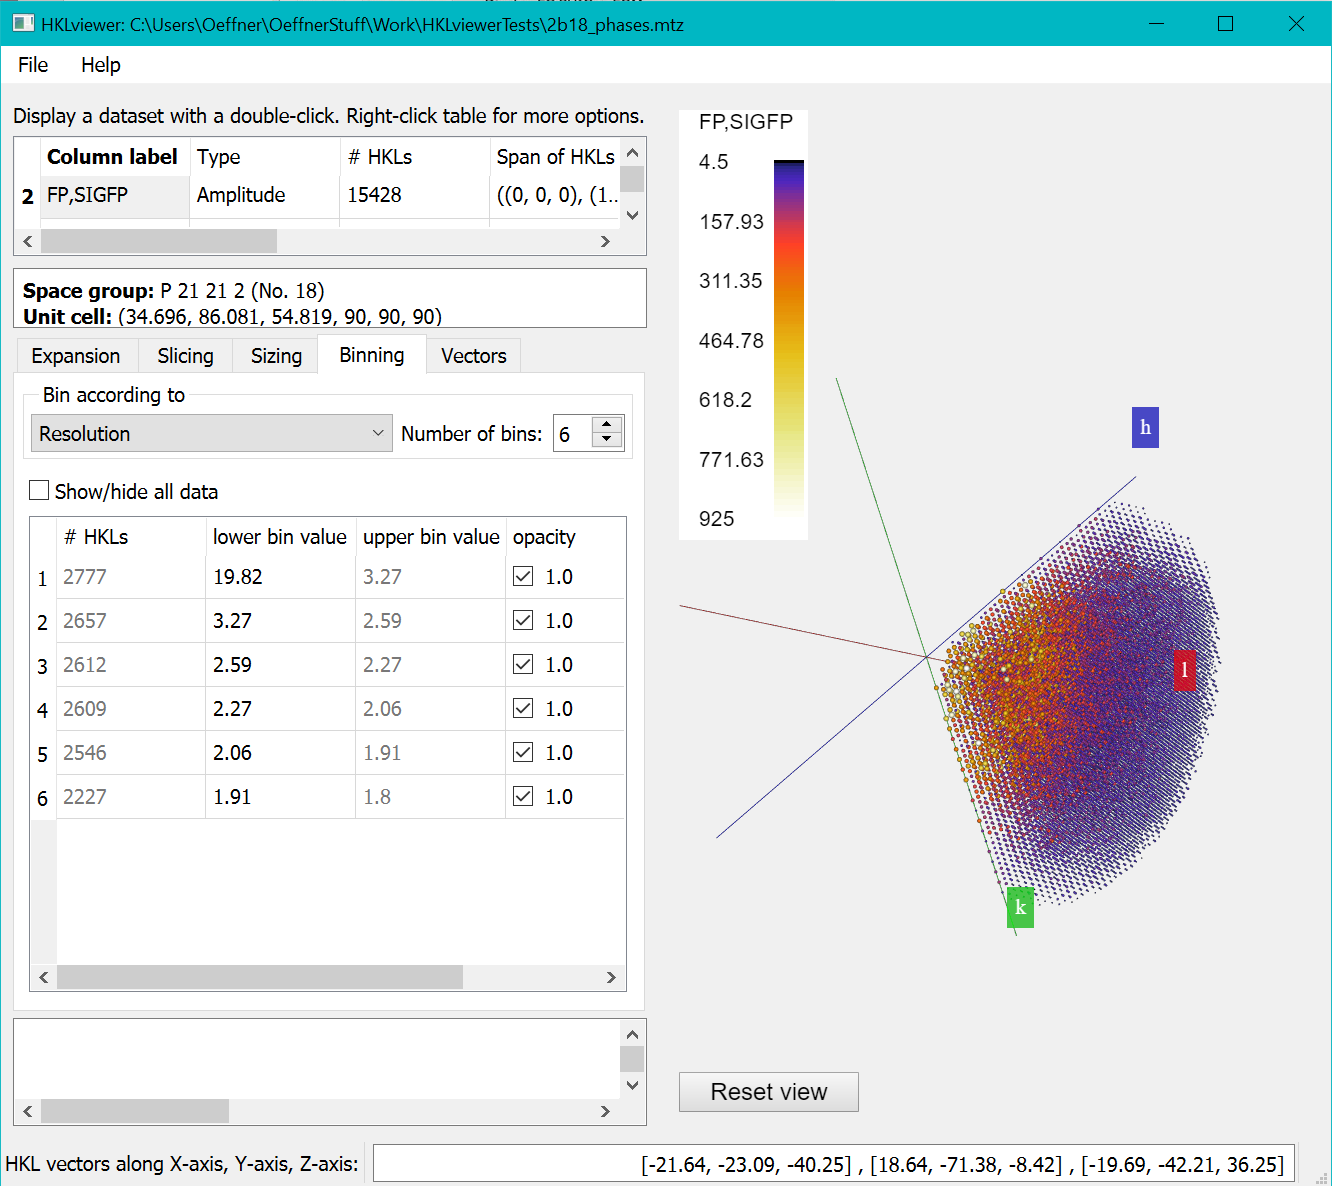 HKLviewer: C:\Users\Oeffner\OeffnerStuff\Work\HKLviewerTests\2b18_phases.mtz
File Help
Display a dataset with a double-click. Right-click table for more options.
Column label Type # HKLs Span of HKLs
2 FP,SIGFP Amplitude 15428 ((0, 0, 0), (1...
Space group: P 21 21 2 (No. 18)
Unit cell: (34.696, 86.081, 54.819, 90, 90, 90)
Expansion Slicing Sizing Binning Vectors
Bin according to
Resolution Number of bins: 6
Show/hide all data
# HKLs lower bin value upper bin value opacity
1 2777 19.82 3.27 1.0
2 2657 3.27 2.59 1.0
3 2612 2.59 2.27 1.0
4 2609 2.27 2.06 1.0
5 2546 2.06 1.91 1.0
6 2227 1.91 1.8 1.0
FP,SIGFP
4.5
157.93
311.35
464.78
618.2
771.63
925
h
l
k
Reset view
HKL vectors along X-axis, Y-axis, Z-axis: [-21.64, -23.09, -40.25] , [18.64, -71.38, -8.42] , [-19.69, -42.21, 36.25]